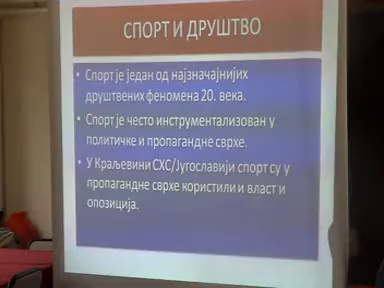 СПОРТ И ДРУШТВО
• Спорт је један од најзначајнијих
друштвених феномена 20. века.
• Спорт је често инструментализован у
политичке и пропагандне сврхе.
• У Краљевини СХС/Југославији спорт су у
пропагандне сврхе користили и власт и
опозиција.